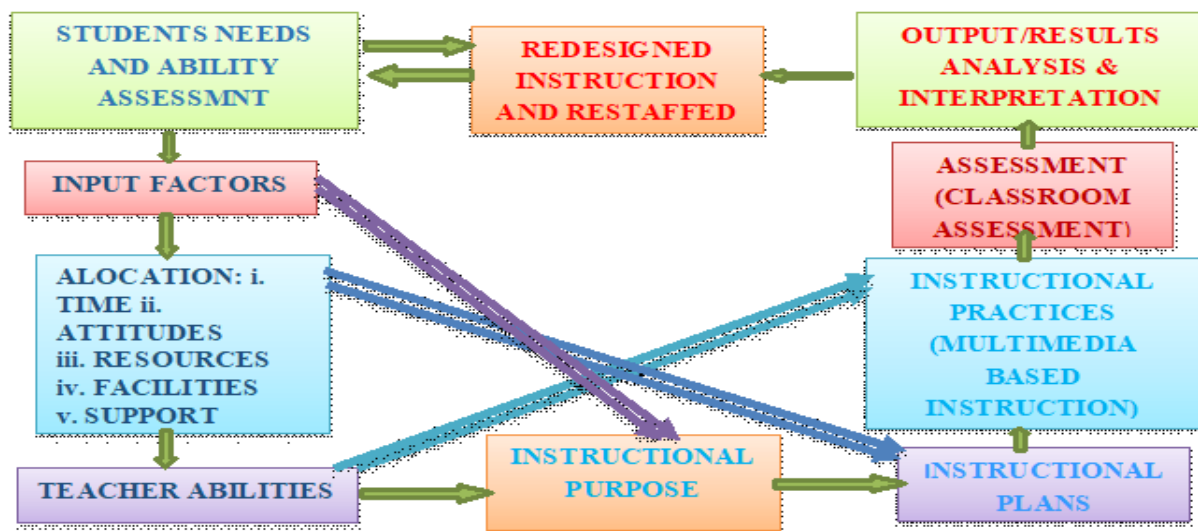 STUDENTS NEEDS
AND ABILITY
ASSESSMNT
REDESIGNED
INSTRUCTION
AND RESTAFFED
OUTPUT/RESULTS
ANALYSIS &
INTERPRETATION
INPUT FACTORS
ASSESSMENT
(CLASSROOM
ASSESSMENT)
ALOCATION: i.
TIME ii.
ATTITUDES
iii. RESOURCES
iv. FACILITIES
v. SUPPORT
INSTRUCTIONAL
PRACTICES
(MULTIMEDIA
BASED
INSTRUCTION)
TEACHER ABILITIES
INSTRUCTIONAL
PURPOSE
INSTRUCTIONAL
PLANS